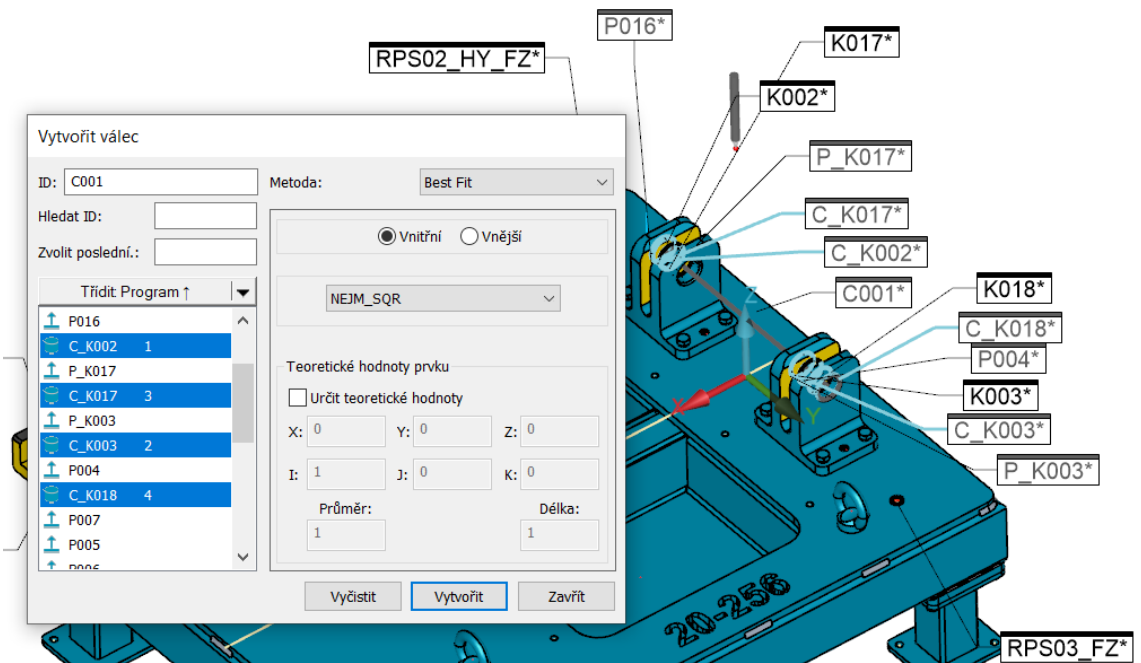 P016*
K017*
RPS02_HY_FZ*
K002*
P_K017*
C_K017*
C_K002*
C001*
K018*
C_K018*
P004*
K003*
C_K003*
P_K003*
RPS03_FZ*
X
Y
Z
20-256
Vytvořit válec
ID: C001
Metoda: Best Fit
Hledat ID:
Zvolit poslední.:
Vnitřní Vnější
Třídit Program ↑
NEJM_SQR
P016
C_K002 1
P_K017
C_K017 3
P_K003
C_K003 2
P004
C_K018 4
P007
P005
P006
Teoretické hodnoty prvku
Určit teoretické hodnoty
X: 0 Y: 0 Z: 0
I: 1 J: 0 K: 0
Průměr: Délka:
1 1
Vyčistit Vytvořit Zavřít